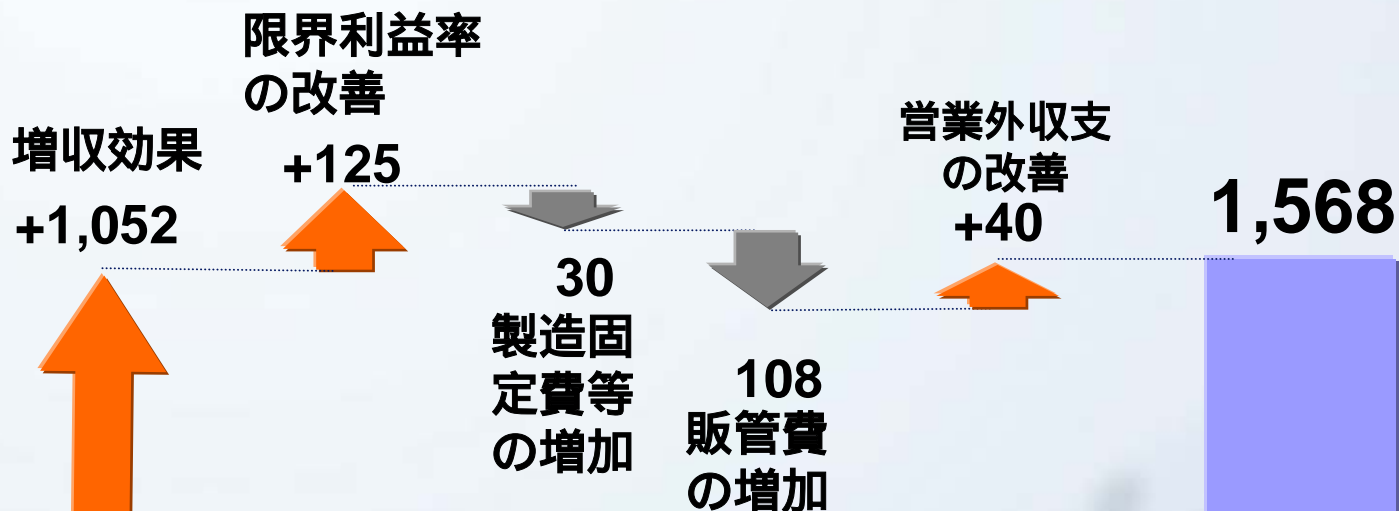 増収効果
+1,052
限界利益率
の改善
+125
30
製造固
定費等
の増加
108
販管費
の増加
営業外収支
の改善
+40
1,568